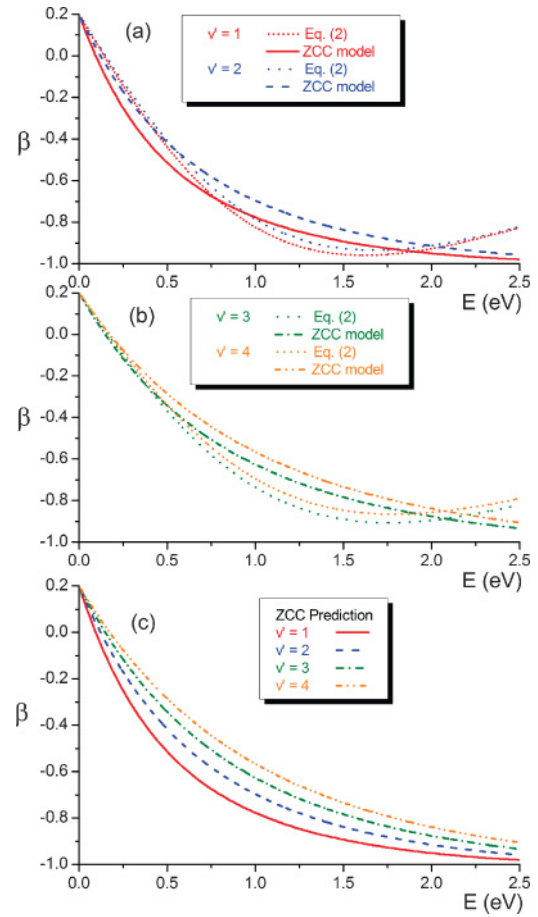 (a)
v' = 1 Eq. (2)
ZCC model
v' = 2 Eq. (2)
ZCC model
0.2
0.0
-0.2
-0.4
-0.6
-0.8
-1.0
β
0.0 0.5 1.0 1.5 2.0 2.5
E (eV)
(b)
v' = 3 Eq. (2)
ZCC model
v' = 4 Eq. (2)
ZCC model
0.2
0.0
-0.2
-0.4
-0.6
-0.8
-1.0
β
0.0 0.5 1.0 1.5 2.0 2.5
E (eV)
(c)
ZCC Prediction
v' = 1
v' = 2
v' = 3
v' = 4
0.2
0.0
-0.2
-0.4
-0.6
-0.8
-1.0
β
0.0 0.5 1.0 1.5 2.0 2.5
E (eV)